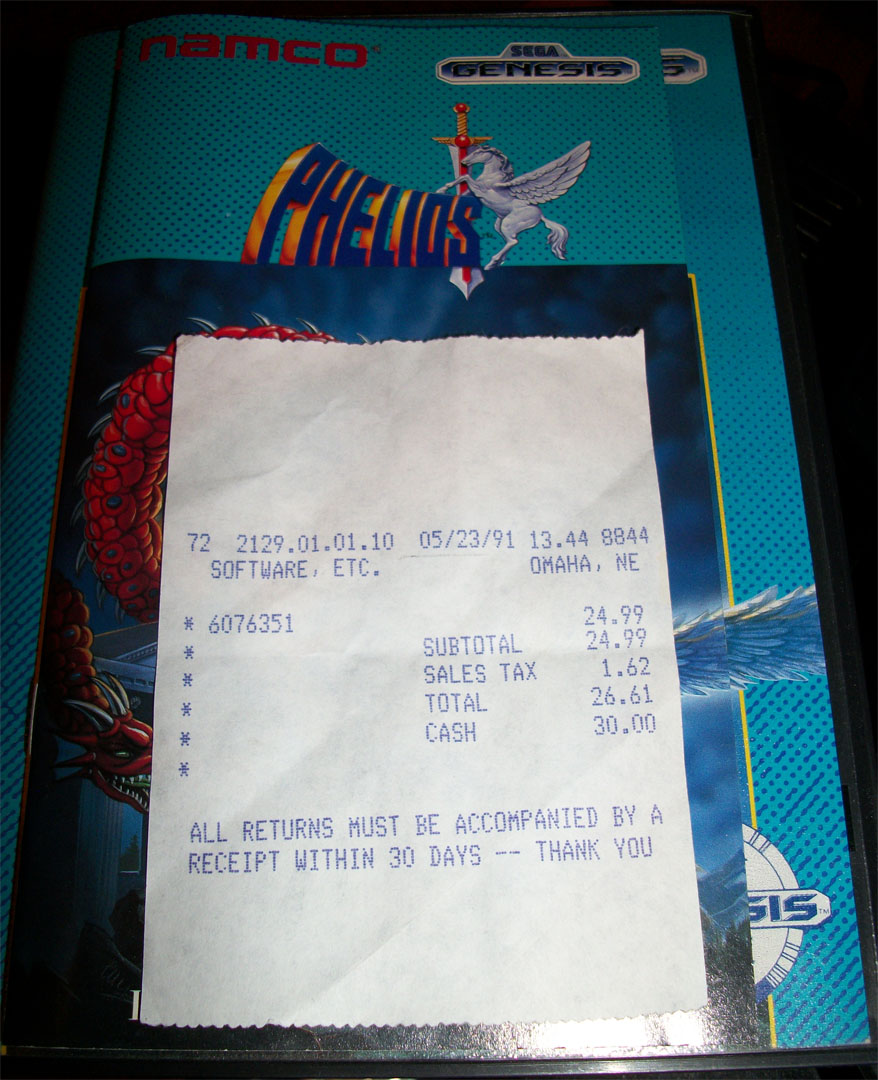 namco
SEGA
GENESIS
S
PHELIOS
72 2129.01.01.10 05/23/91 13.44 8844
SOFTWARE, ETC. OMAHA, NE
* 6076351 24.99
* SUBTOTAL 24.99
* SALES TAX 1.62
* TOTAL 26.61
* CASH 30.00
*
ALL RETURNS MUST BE ACCOMPANIED BY A
RECEIPT WITHIN 30 DAYS -- THANK YOU
SIS™